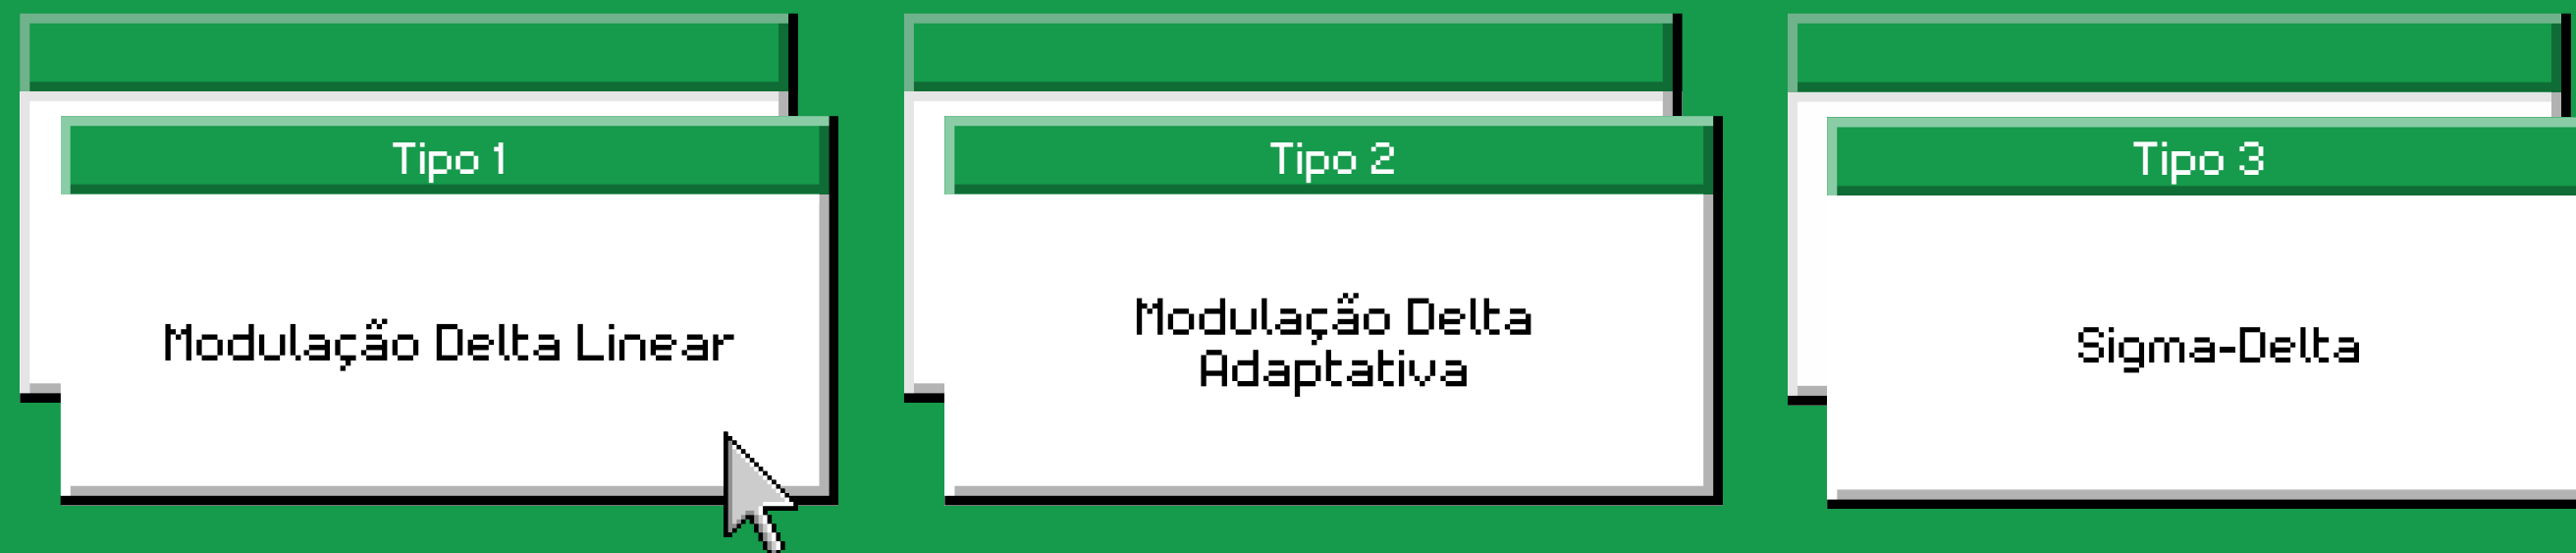 Tipo 1
Modulação Delta Linear
Tipo 2
Modulação Delta
Adaptativa
Tipo 3
Sigma-Delta